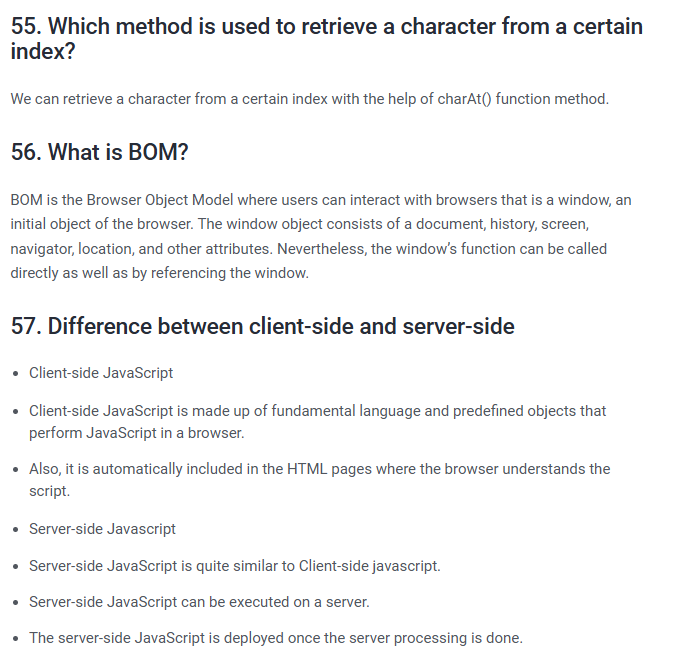 55. Which method is used to retrieve a character from a certain
index?
We can retrieve a character from a certain index with the help of charAt() function method.
56. What is BOM?
BOM is the Browser Object Model where users can interact with browsers that is a window, an
initial object of the browser. The window object consists of a document, history, screen,
navigator, location, and other attributes. Nevertheless, the window's function can be called
directly as well as by referencing the window.
57. Difference between client-side and server-side
• Client-side JavaScript
• Client-side JavaScript is made up of fundamental language and predefined objects that
perform JavaScript in a browser.
• Also, it is automatically included in the HTML pages where the browser understands the
script.
• Server-side Javascript
• Server-side JavaScript is quite similar to Client-side javascript.
• Server-side JavaScript can be executed on a server.
• The server-side JavaScript is deployed once the server processing is done.